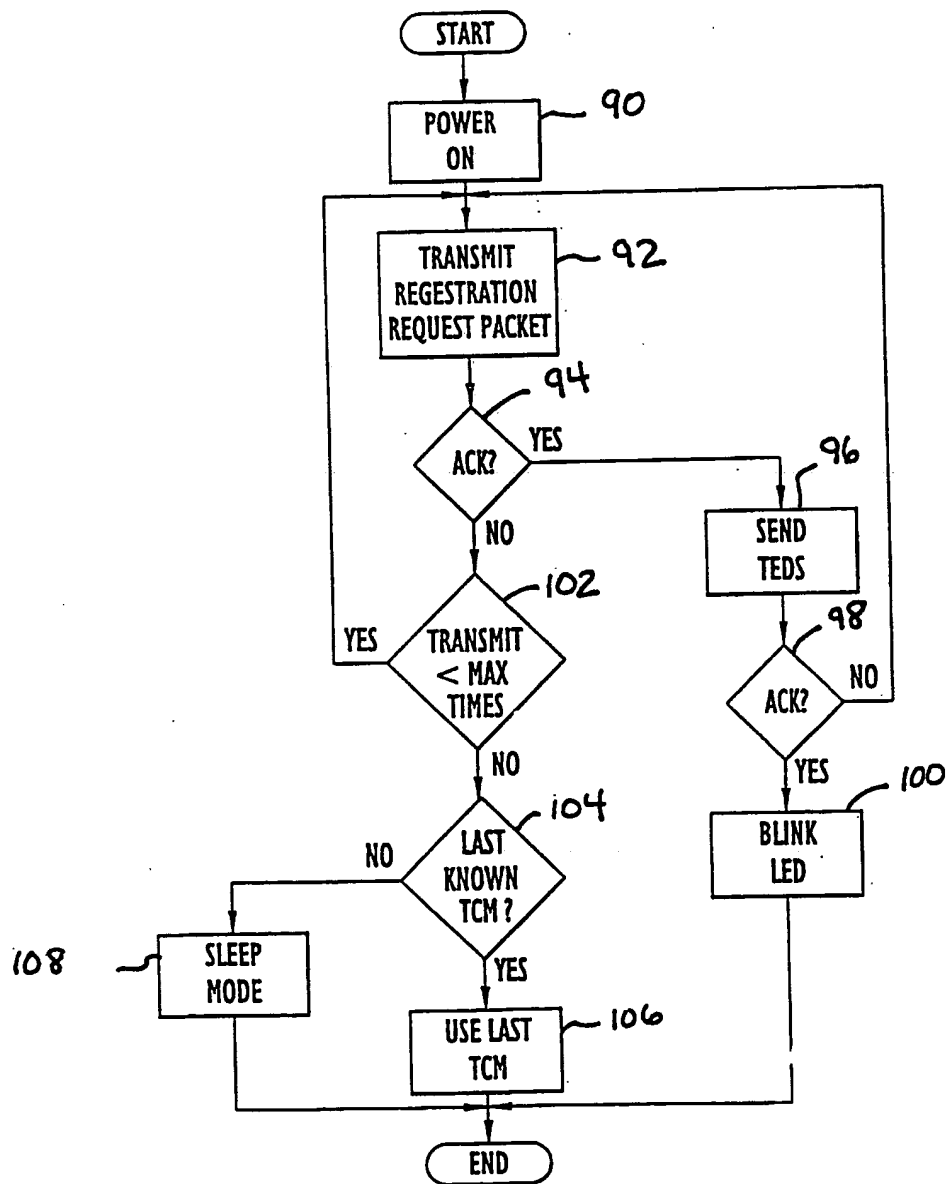 START
POWER
ON
90
TRANSMIT
REGESTRATION
REQUEST PACKET
92
ACK?
94
YES
NO
SEND
TEDS
96
TRANSMIT
< MAX
TIMES
102
YES
NO
ACK?
98
NO
YES
LAST
KNOWN
TCM ?
104
NO
YES
BLINK
LED
100
SLEEP
MODE
108
USE LAST
TCM
106
END